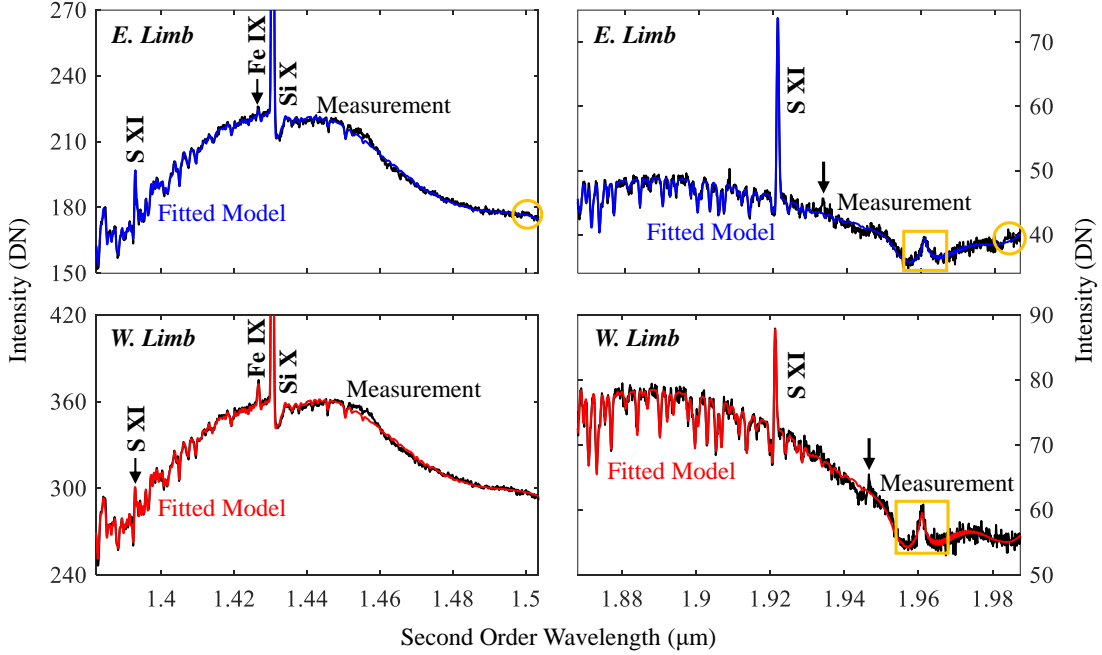 E. Limb
Fe IX
Si X
S XI
Measurement
Fitted Model
270
240
210
180
150
Intensity (DN)
E. Limb
S XI
Measurement
Fitted Model
70
60
50
40
Intensity (DN)
W. Limb
Fe IX
Si X
S XI
Measurement
Fitted Model
420
360
300
240
1.4
1.42
1.44
1.46
1.48
1.5
W. Limb
S XI
Measurement
Fitted Model
90
80
70
60
50
1.88
1.9
1.92
1.94
1.96
1.98
Second Order Wavelength (μm)